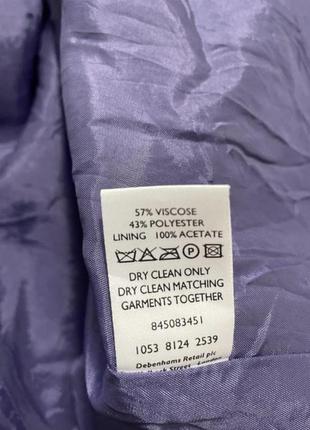 57% VISCOSE
43% POLYESTER
LINING 100% ACETATE
P
DRY CLEAN ONLY
DRY CLEAN MATCHING
GARMENTS TOGETHER
845083451
1053 8124 2539
Debenhams Retail plc
Street London